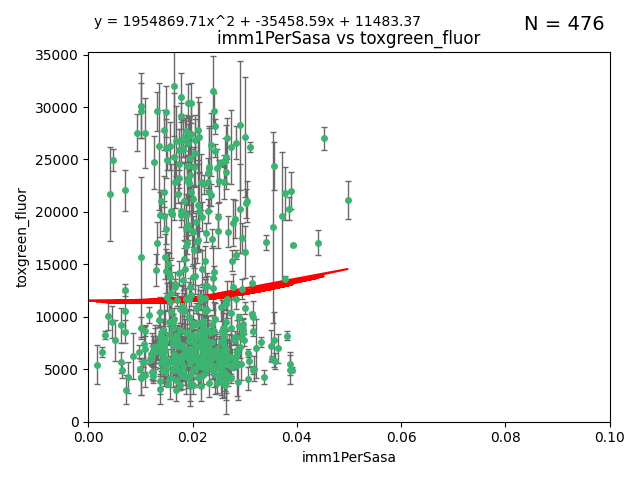 y = 1954869.71x^2 + -35458.59x + 11483.37
N = 476
imm1PerSasa vs toxgreen_fluor
35000
30000
25000
20000
15000
10000
5000
0
toxgreen_fluor
0.00 0.02 0.04 0.06 0.08 0.10
imm1PerSasa